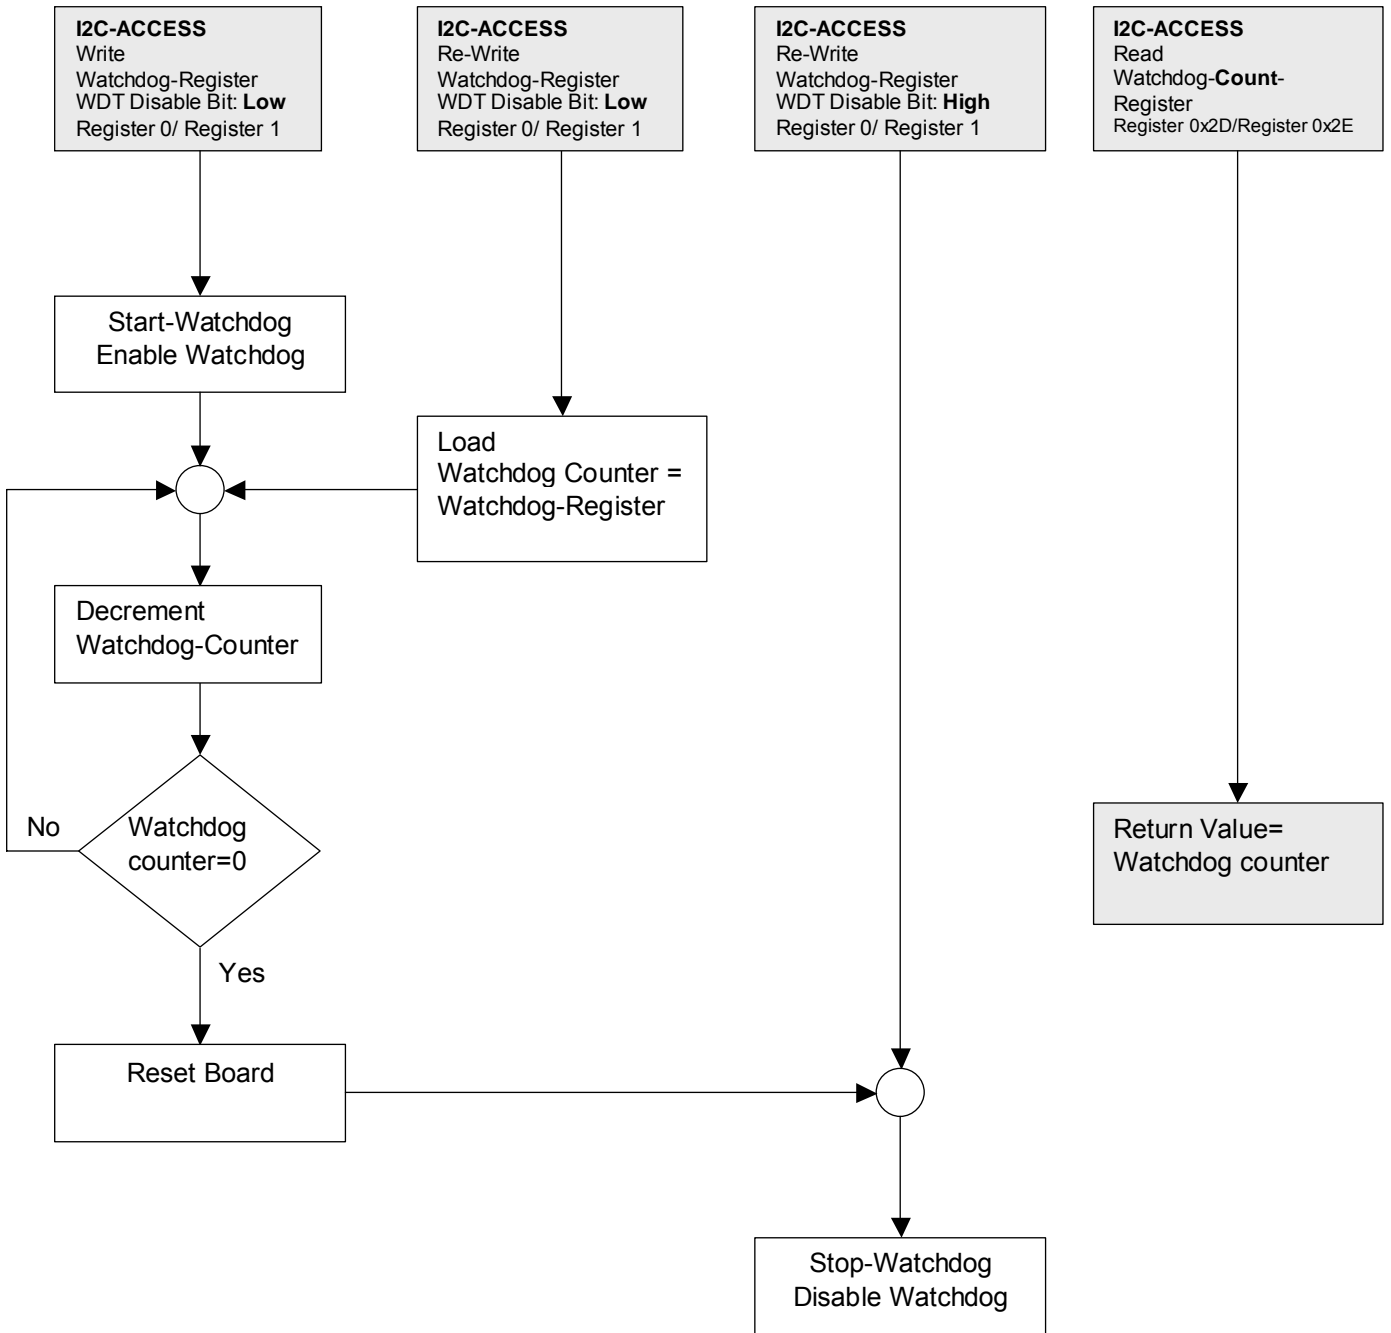 I2C-ACCESS
Write
Watchdog-Register
WDT Disable Bit: Low
Register 0/ Register 1
I2C-ACCESS
Re-Write
Watchdog-Register
WDT Disable Bit: Low
Register 0/ Register 1
I2C-ACCESS
Re-Write
Watchdog-Register
WDT Disable Bit: High
Register 0/ Register 1
I2C-ACCESS
Read
Watchdog-Count-
Register
Register 0x2D/Register 0x2E
Start-Watchdog
Enable Watchdog
Load
Watchdog Counter =
Watchdog-Register
Decrement
Watchdog-Counter
No
Watchdog
counter=0
Return Value=
Watchdog counter
Yes
Reset Board
Stop-Watchdog
Disable Watchdog